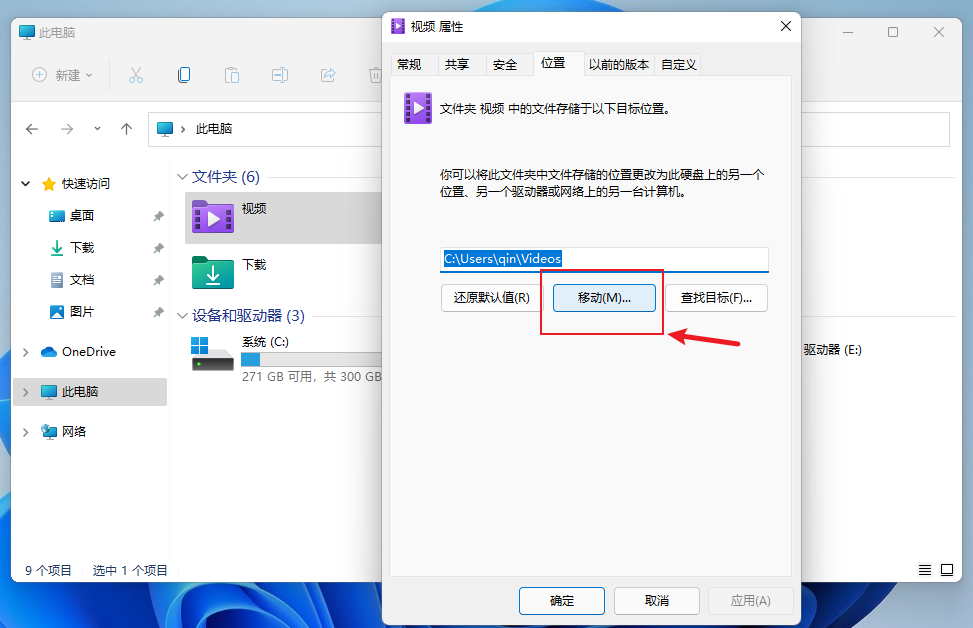 此电脑
新建
此电脑
快速访问
桌面
下载
文档
图片
OneDrive
此电脑
网络
文件夹 (6)
视频
下载
设备和驱动器 (3)
系统 (C:)
271 GB 可用，共 300 GB
驱动器 (E:)
9 个项目
选中 1 个项目
视频 属性
常规
共享
安全
位置
以前的版本
自定义
文件夹 视频 中的文件存储于以下目标位置。
你可以将此文件夹中文件存储的位置更改为此硬盘上的另一个
位置、另一个驱动器或网络上的另一台计算机。
C:\Users\qin\Videos
还原默认值(R)
移动(M)...
查找目标(F)...
确定
取消
应用(A)